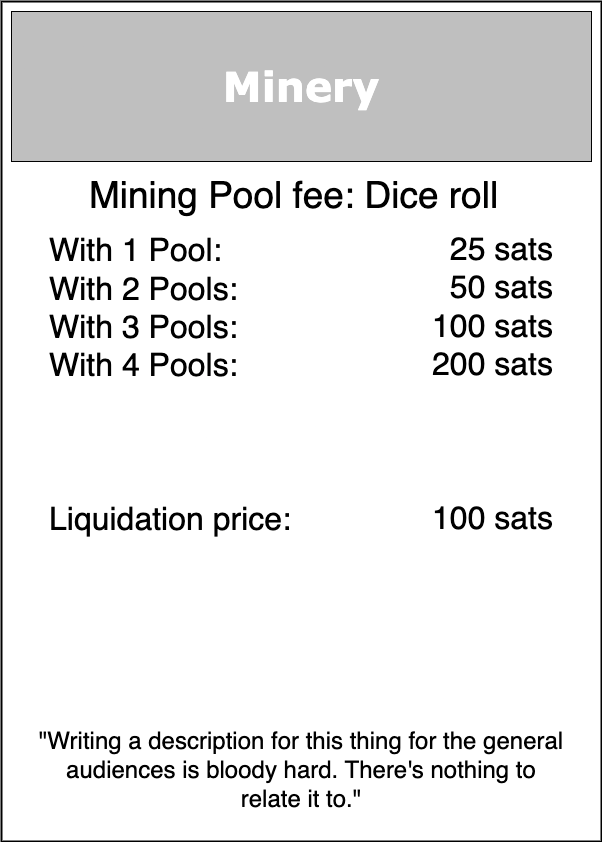 Minery
Mining Pool fee: Dice roll
With 1 Pool: 25 sats
With 2 Pools: 50 sats
With 3 Pools: 100 sats
With 4 Pools: 200 sats
Liquidation price: 100 sats
"Writing a description for this thing for the general
audiences is bloody hard. There's nothing to
relate it to."